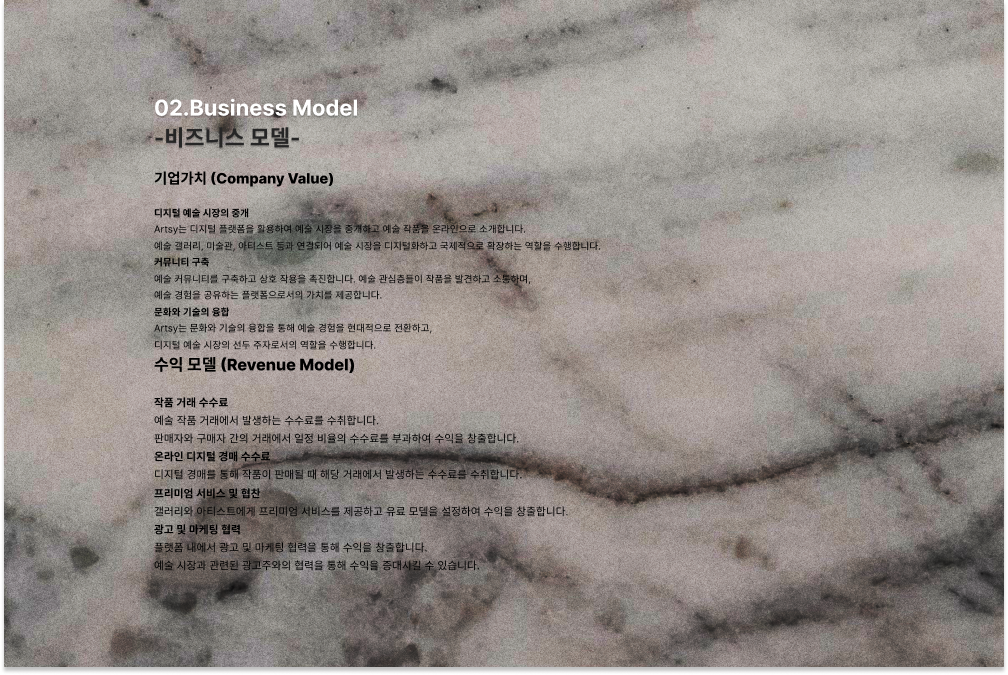 02.Business Model
-비즈니스 모델-
기업가치 (Company Value)
디지털 예술 시장의 중개
Artsy는 디지털 플랫폼을 활용하여 예술 시장을 중개하고 예술 작품을 온라인으로 소개합니다.
예술 갤러리, 미술관, 아티스트 등과 연결되어 예술 시장을 디지털화하고 국제적으로 확장하는 역할을 수행합니다.
커뮤니티 구축
예술 커뮤니티를 구축하고 상호 작용을 촉진합니다. 예술 관심층들이 작품을 발견하고 소통하며,
예술 경험을 공유하는 플랫폼으로서의 가치를 제공합니다.
문화와 기술의 융합
Artsy는 문화와 기술의 융합을 통해 예술 경험을 현대적으로 전환하고,
디지털 예술 시장의 선두 주자로서의 역할을 수행합니다.
수익 모델 (Revenue Model)
작품 거래 수수료
예술 작품 거래에서 발생하는 수수료를 수취합니다.
판매자와 구매자 간의 거래에서 일정 비율의 수수료를 부과하여 수익을 창출합니다.
온라인 디지털 경매 수수료
디지털 경매를 통해 작품이 판매될 때 해당 거래에서 발생하는 수수료를 수취합니다.
프리미엄 서비스 및 협찬
갤러리와 아티스트에게 프리미엄 서비스를 제공하고 유료 모델을 설정하여 수익을 창출합니다.
광고 및 마케팅 협력
플랫폼 내에서 광고 및 마케팅 협력을 통해 수익을 창출합니다.
예술 시장과 관련된 광고주와의 협력을 통해 수익을 증대시킬 수 있습니다.